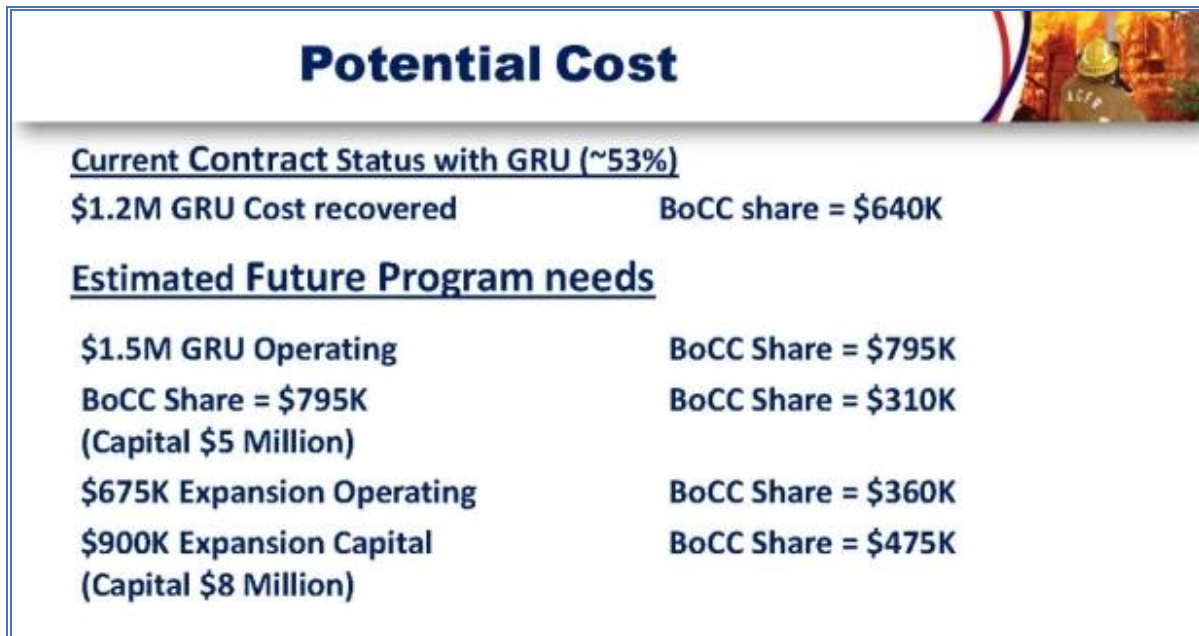 Potential Cost
ACFR
Current Contract Status with GRU (~53%)
$1.2M GRU Cost recovered BoCC share = $640K
Estimated Future Program needs
$1.5M GRU Operating BoCC Share = $795K
BoCC Share = $795K BoCC Share = $310K
(Capital $5 Million)
$675K Expansion Operating BoCC Share = $360K
$900K Expansion Capital BoCC Share = $475K
(Capital $8 Million)